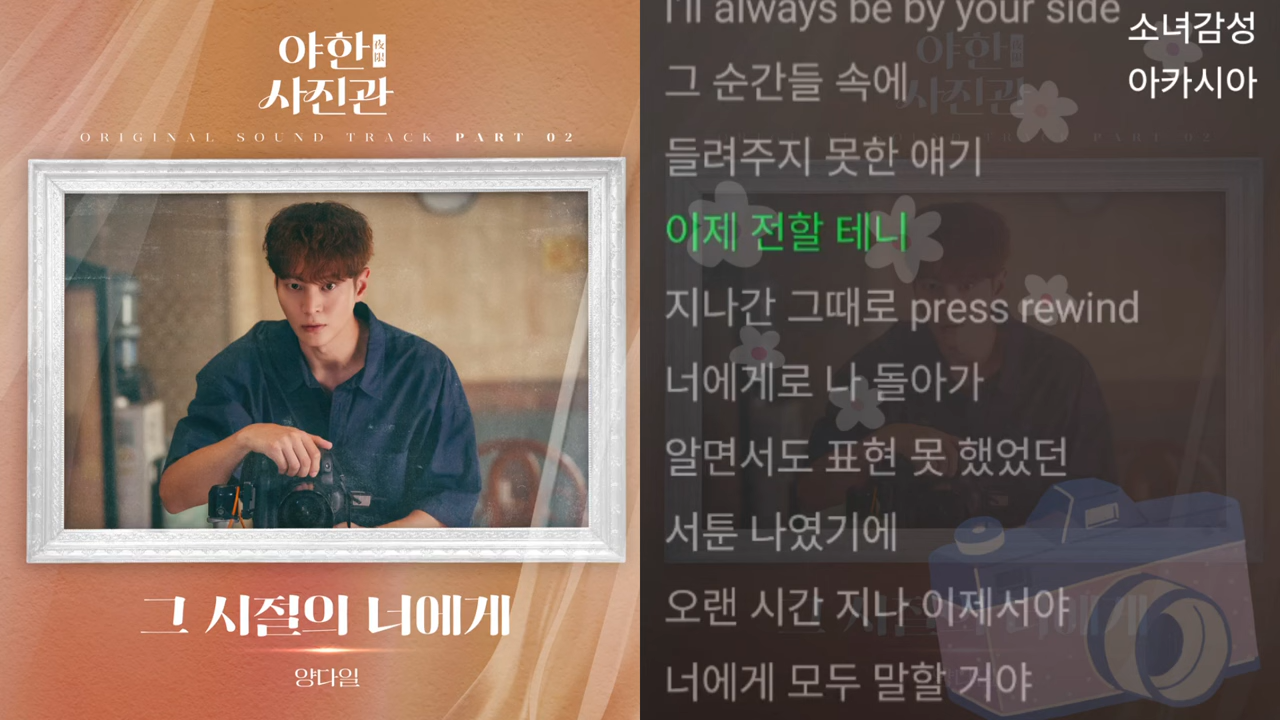 야한 夜限
사진관
ORIGINAL SOUND TRACK PART 02
그 시절의 너에게
양다일
I'll always be by your side
그 순간들 속에
들려주지 못한 얘기
이제 전할 테니
지나간 그때로 press rewind
너에게로 나 돌아가
알면서도 표현 못 했었던
서툰 나였기에
오랜 시간 지나 이제서야
너에게 모두 말할 거야
소녀감성
아카시아